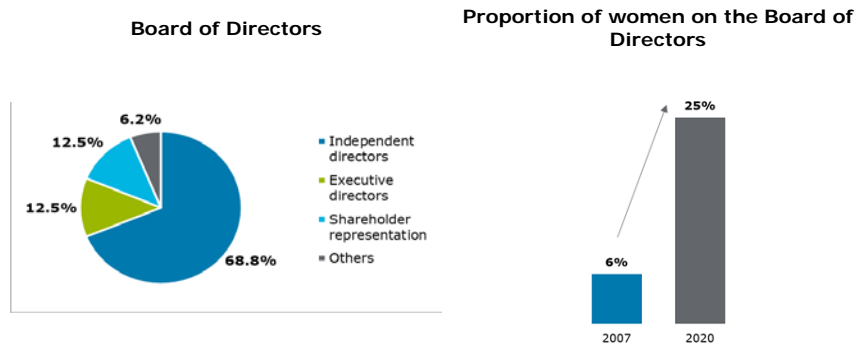 Board of Directors
6.2%
12.5%
12.5%
68.8%
Independent
directors
Executive
directors
Shareholder
representation
Others
Proportion of women on the Board of
Directors
25%
6%
2007
2020